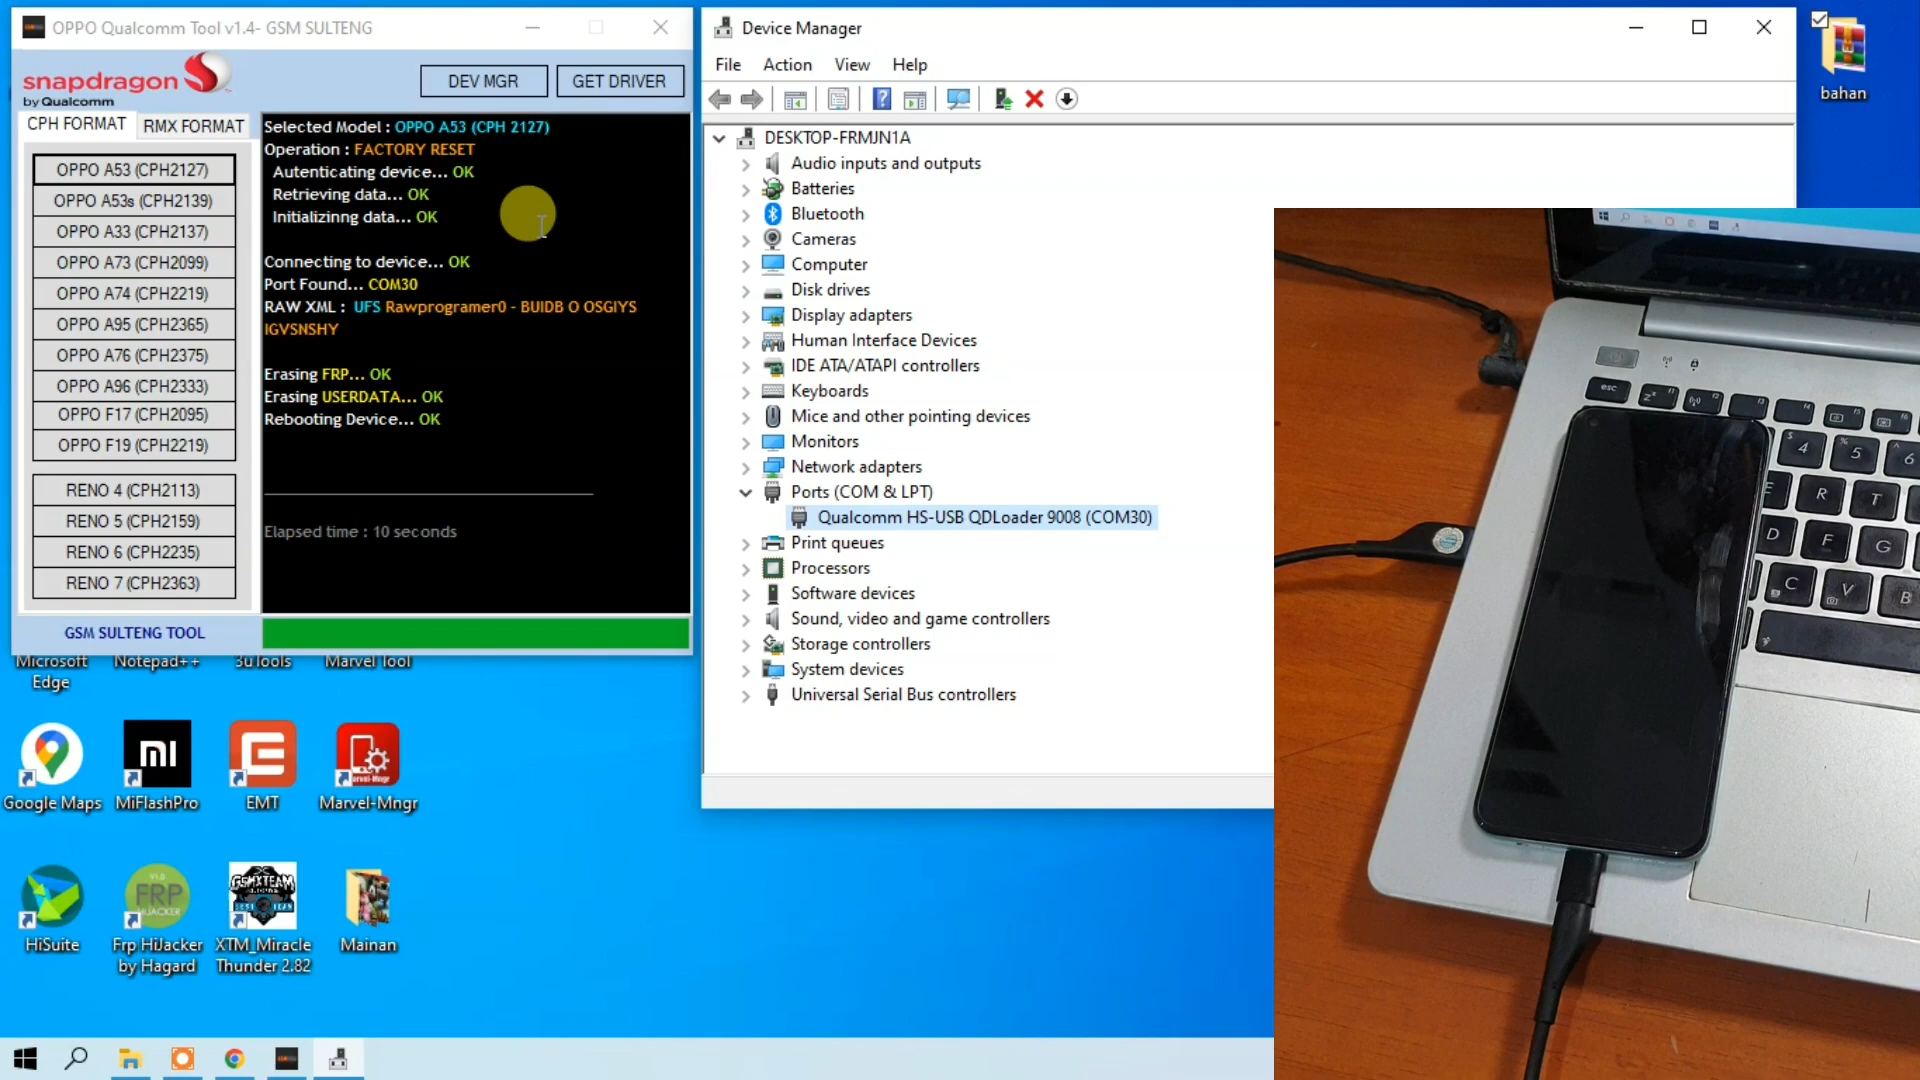 OPPO Qualcomm Tool v1.4- GSM SULTENG
snapdragon
by Qualcomm
DEV MGR
GET DRIVER
CPH FORMAT
RMX FORMAT
OPPO A53 (CPH2127)
OPPO A53s (CPH2139)
OPPO A33 (CPH2137)
OPPO A73 (CPH2099)
OPPO A74 (CPH2219)
OPPO A95 (CPH2365)
OPPO A76 (CPH2375)
OPPO A96 (CPH2333)
OPPO F17 (CPH2095)
OPPO F19 (CPH2219)
RENO 4 (CPH2113)
RENO 5 (CPH2159)
RENO 6 (CPH2235)
RENO 7 (CPH2363)
GSM SULTENG TOOL
Selected Model : OPPO A53 (CPH 2127)
Operation : FACTORY RESET
Autenticating device... OK
Retrieving data... OK
Initializinng data... OK
Connecting to device... OK
Port Found... COM30
RAW XML : UFS Rawprogramer0 - BUIDB O OSGIYS
IGVSNSHY
Erasing FRP... OK
Erasing USERDATA... OK
Rebooting Device... OK
Elapsed time : 10 seconds
Device Manager
File Action View Help
DESKTOP-FRMJN1A
Audio inputs and outputs
Batteries
Bluetooth
Cameras
Computer
Disk drives
Display adapters
Human Interface Devices
IDE ATA/ATAPI controllers
Keyboards
Mice and other pointing devices
Monitors
Network adapters
Ports (COM & LPT)
Qualcomm HS-USB QDLoader 9008 (COM30)
Print queues
Processors
Software devices
Sound, video and game controllers
Storage controllers
System devices
Universal Serial Bus controllers
bahan
Microsoft
Edge
Notepad++
3uTools
Marvel Tool
Google Maps
MiFlashPro
EMT
Marvel-Mngr
HiSuite
FRP
HIJACKER
Frp HiJacker
by Hagard
GSMXTEAM
XTM_Miracle
Thunder 2.82
Mainan
esc
4
5
6
E
R
T
D
F
G
C
V
B